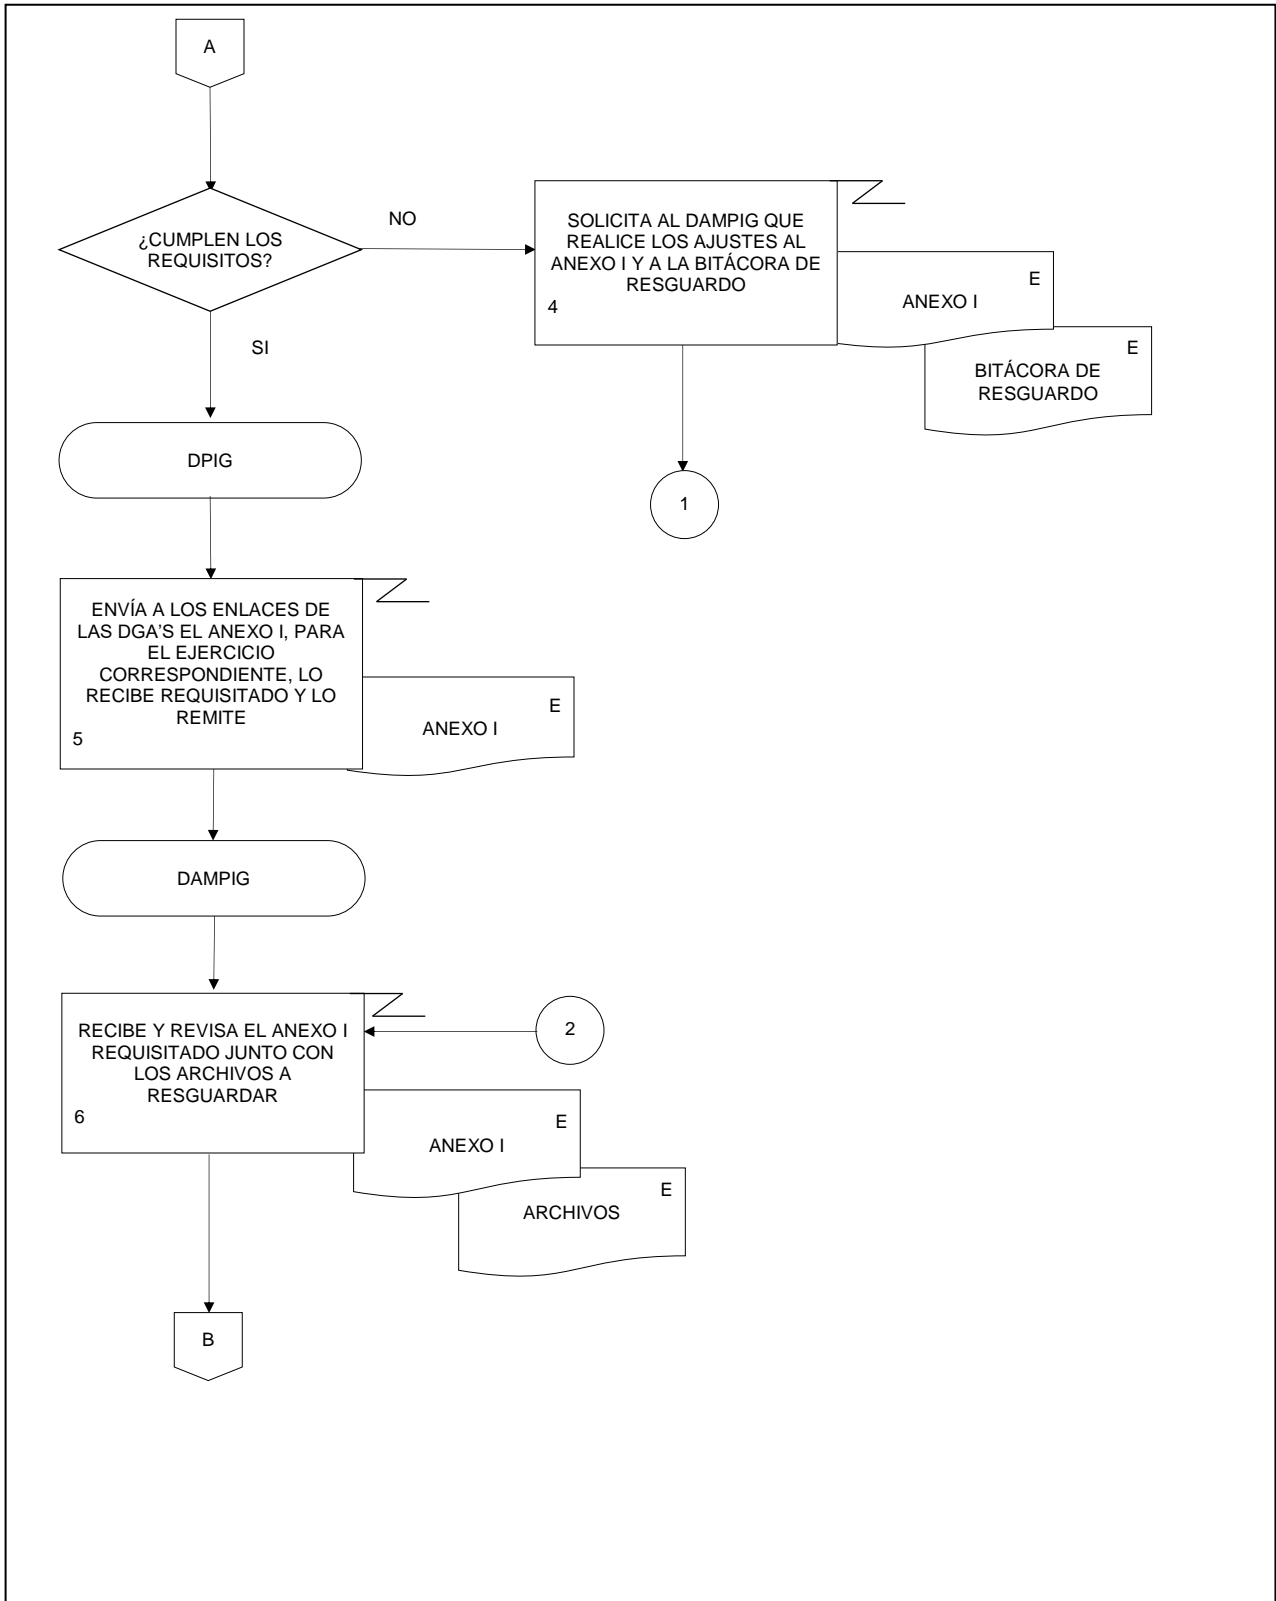 A
¿CUMPLEN LOS
REQUISITOS?
NO
SI
SOLICITA AL DAMPIG QUE
REALICE LOS AJUSTES AL
ANEXO I Y A LA BITÁCORA DE
RESGUARDO
4
E
ANEXO I
E
BITÁCORA DE
RESGUARDO
1
DPIG
ENVÍA A LOS ENLACES DE
LAS DGA’S EL ANEXO I, PARA
EL EJERCICIO
CORRESPONDIENTE, LO
RECIBE REQUISITADO Y LO
REMITE
5
E
ANEXO I
DAMPIG
RECIBE Y REVISA EL ANEXO I
REQUISITADO JUNTO CON
LOS ARCHIVOS A
RESGUARDAR
6
2
E
ANEXO I
E
ARCHIVOS
B